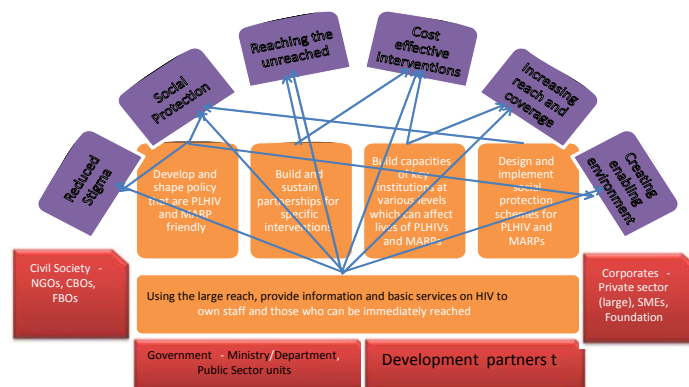 Reaching the
unreached
Cost
effective
interventions
Social
Protection
Increasing
reach and
coverage
Reduced
Stigma
Creating
enabling
environment
Develop and
shape policy
that are PLHIV
and MARP
friendly
Build and
sustain
partnerships for
specific
interventions
Build capacities
of key
institutions at
various levels
which can affect
lives of PLHIVs
and MARPs
Design and
implement
social
protection
schemes for
PLHIV and
MARPs
Civil Society -
NGOs, CBOs,
FBOs
Corporates -
Private sector
(large), SMEs,
Foundation
Using the large reach, provide information and basic services on HIV to
own staff and those who can be immediately reached
Government - Ministry/Department,
Public Sector units
Development partners t